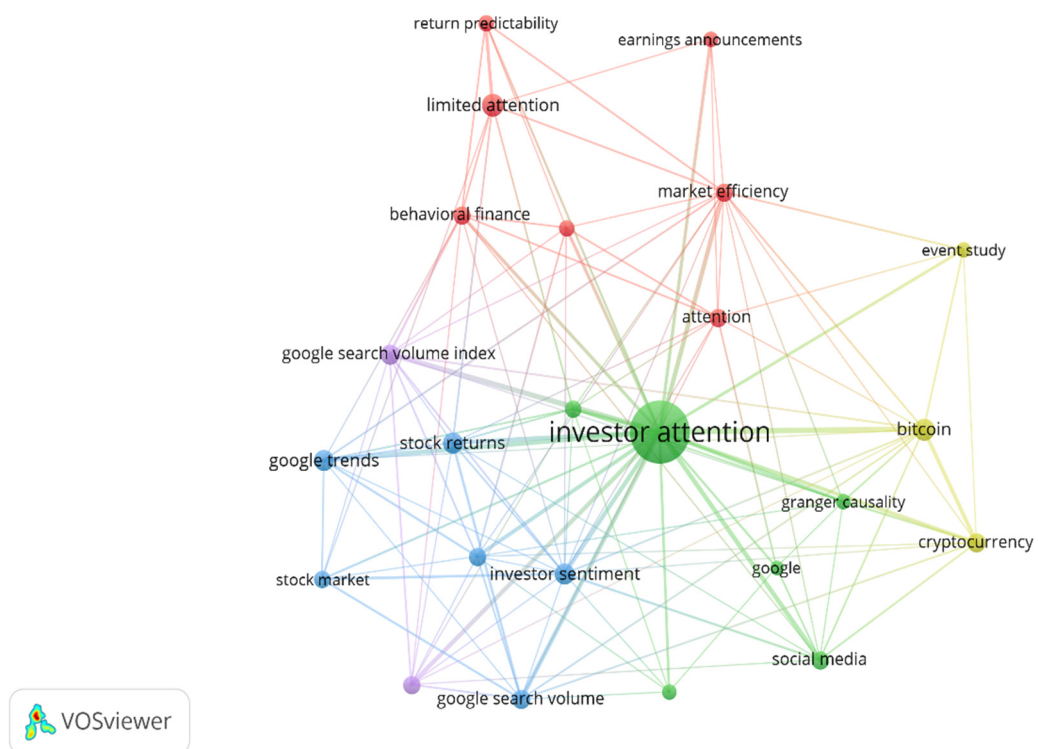 return predictability
earnings announcements
limited attention
market efficiency
behavioral finance
event study
attention
google search volume index
investor attention
bitcoin
stock returns
google trends
granger causality
cryptocurrency
google
investor sentiment
stock market
social media
google search volume
VOSviewer